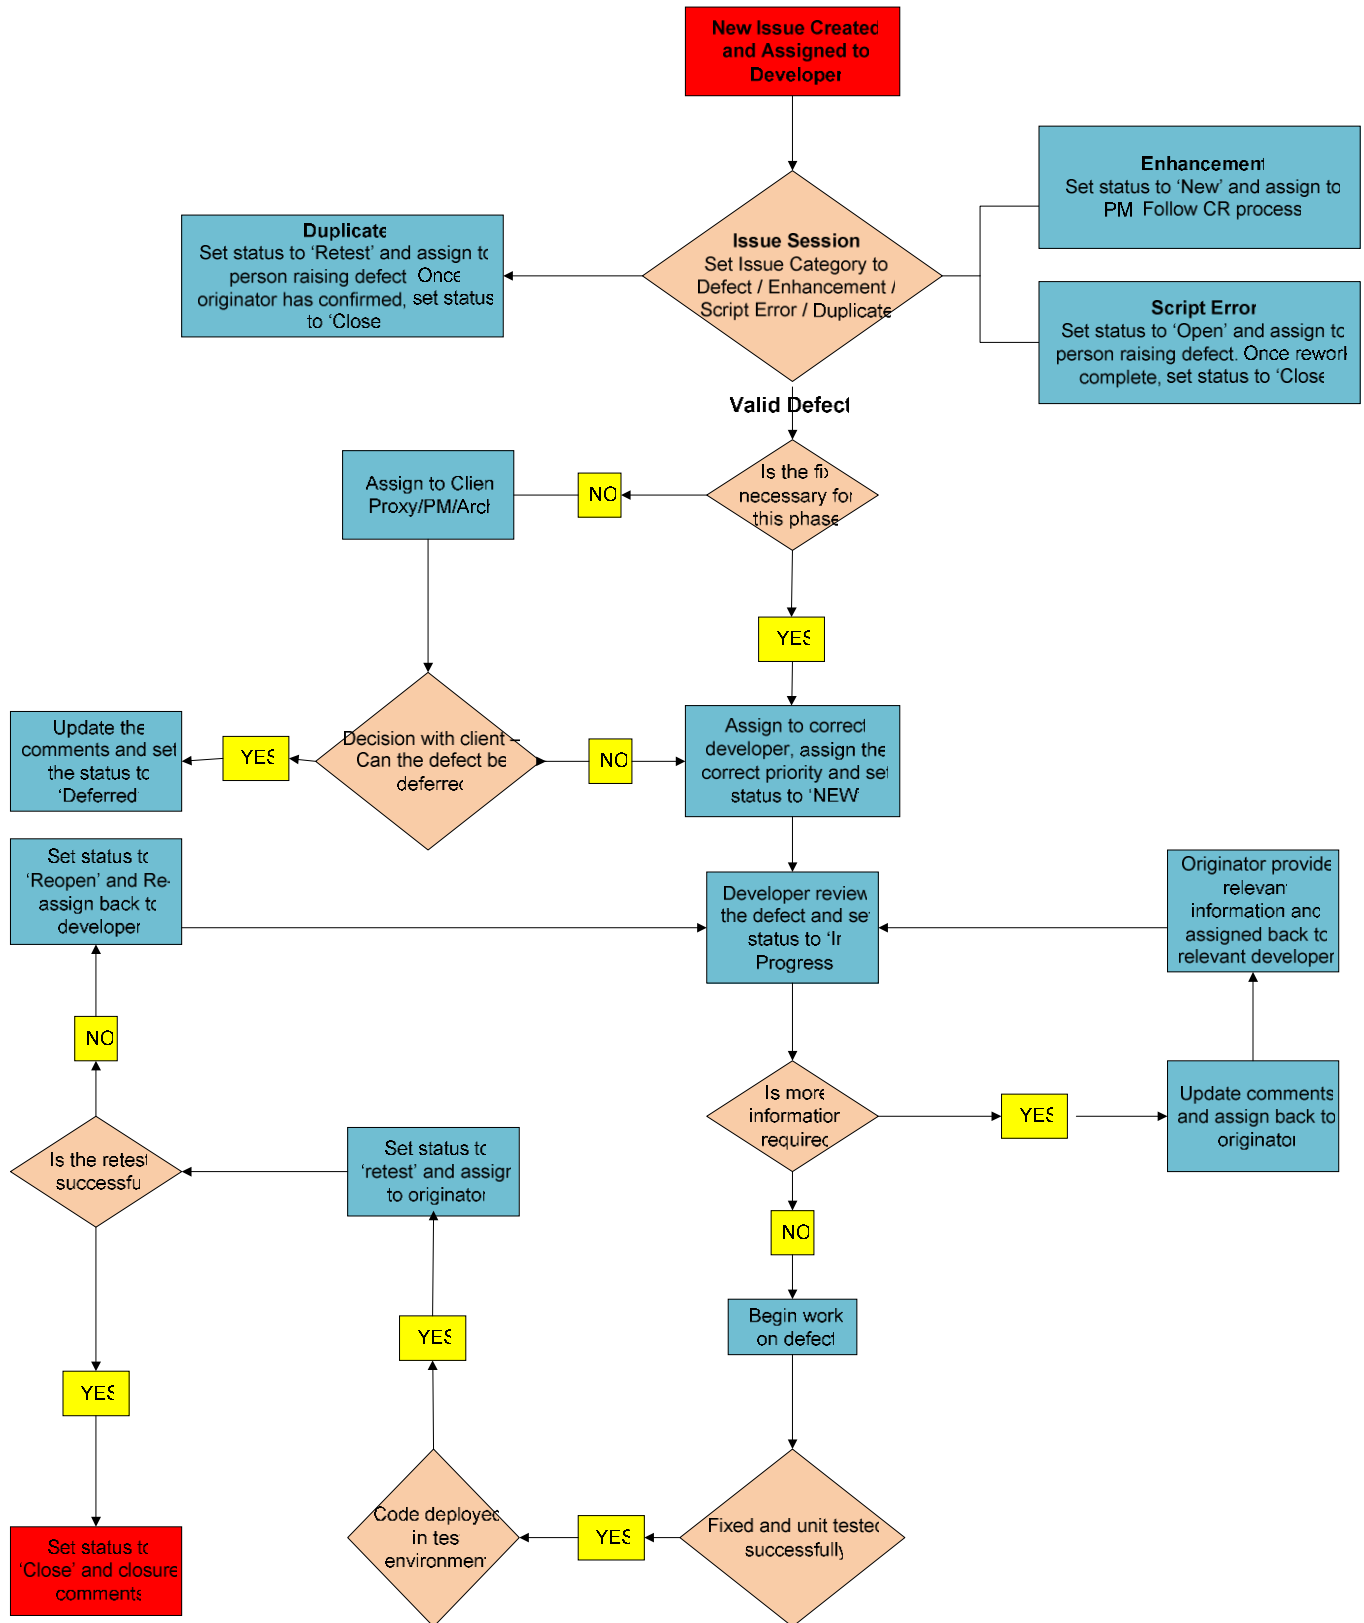 New Issue Created
and Assigned to
Developer
Enhancement
Set status to ‘New’ and assign to
PM Follow CR process
Duplicate
Set status to ‘Retest’ and assign to
person raising defect Once
originator has confirmed, set status
to ‘Close
Issue Session
Set Issue Category to
Defect / Enhancement /
Script Error / Duplicate
Script Error
Set status to ‘Open’ and assign to
person raising defect. Once rework
complete, set status to ‘Close
Valid Defect
Assign to Client
Proxy/PM/Arch
NO
Is the fix
necessary for
this phase
YES
Update the
comments and set
the status to
‘Deferred
YES
Decision with client –
Can the defect be
deferred
NO
Assign to correct
developer, assign the
correct priority and set
status to ‘NEW’
Set status to
‘Reopen’ and Re-
assign back to
developer
Developer review
the defect and set
status to ‘In
Progress
Originator provide
relevant
information and
assigned back to
relevant developer
NO
Is more
information
required
YES
Update comments
and assign back to
originator
Is the retest
successful
Set status to
‘retest’ and assign
to originator
NO
Begin work
on defect
YES
YES
Code deployed
in test
environment
YES
Fixed and unit tested
successfully
Set status to
‘Close’ and closure
comments